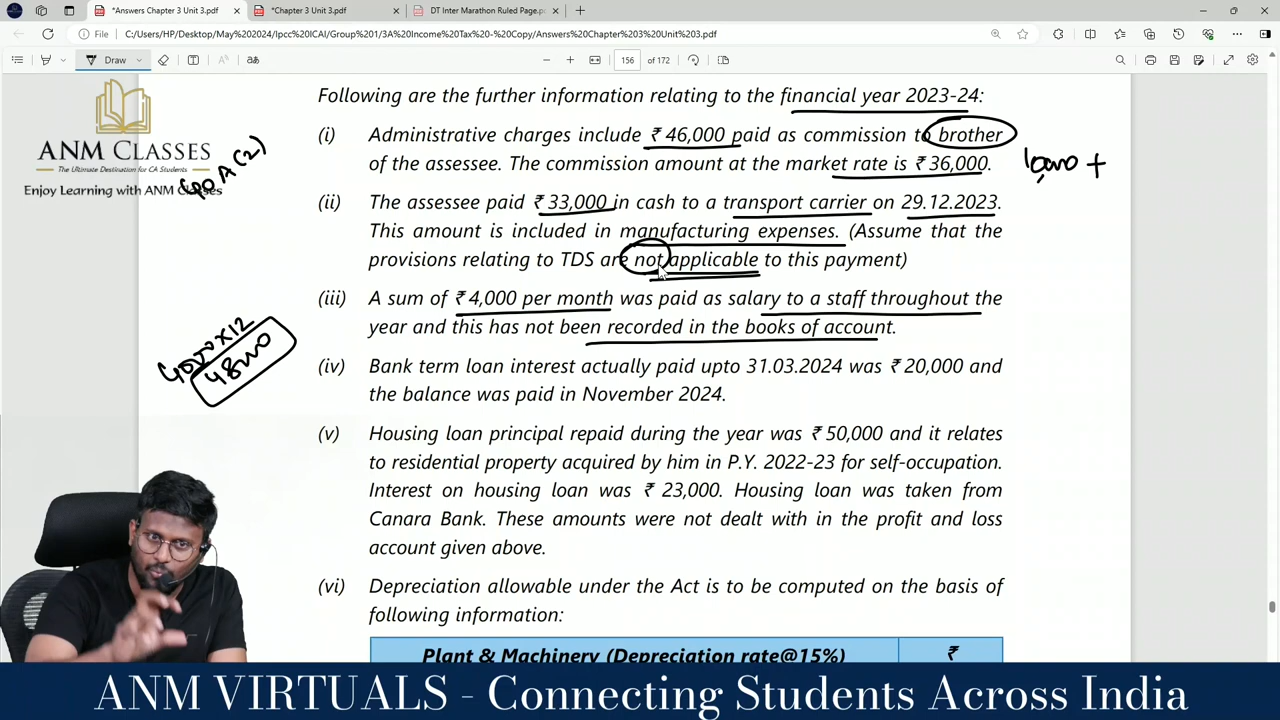 *Answers Chapter 3 Unit 3.pdf
*Chapter 3 Unit 3.pdf
DT Inter Marathon Ruled Page.p
File
C:/Users/HP/Desktop/May%202024/Ipcc%20ICAI/Group%201/3A%20Income%20Tax%20-%20Copy/Answers%20Chapter%203%20Unit%203.pdf
Draw
156 of 172
ANM CLASSES
The Ultimate Destination for CA Students
Enjoy Learning with ANM Classes
40A(2)
Following are the further information relating to the financial year 2023-24:
(i) Administrative charges include ₹ 46,000 paid as commission to brother
of the assessee. The commission amount at the market rate is ₹ 36,000.
10,000 +
(ii) The assessee paid ₹ 33,000 in cash to a transport carrier on 29.12.2023.
This amount is included in manufacturing expenses. (Assume that the
provisions relating to TDS are not applicable to this payment)
(iii) A sum of ₹ 4,000 per month was paid as salary to a staff throughout the
year and this has not been recorded in the books of account.
4000 x 12
48000
(iv) Bank term loan interest actually paid upto 31.03.2024 was ₹ 20,000 and
the balance was paid in November 2024.
(v) Housing loan principal repaid during the year was ₹ 50,000 and it relates
to residential property acquired by him in P.Y. 2022-23 for self-occupation.
Interest on housing loan was ₹ 23,000. Housing loan was taken from
Canara Bank. These amounts were not dealt with in the profit and loss
account given above.
(vi) Depreciation allowable under the Act is to be computed on the basis of
following information:
Plant & Machinery (Depreciation rate@15%) ₹
ANM VIRTUALS - Connecting Students Across India